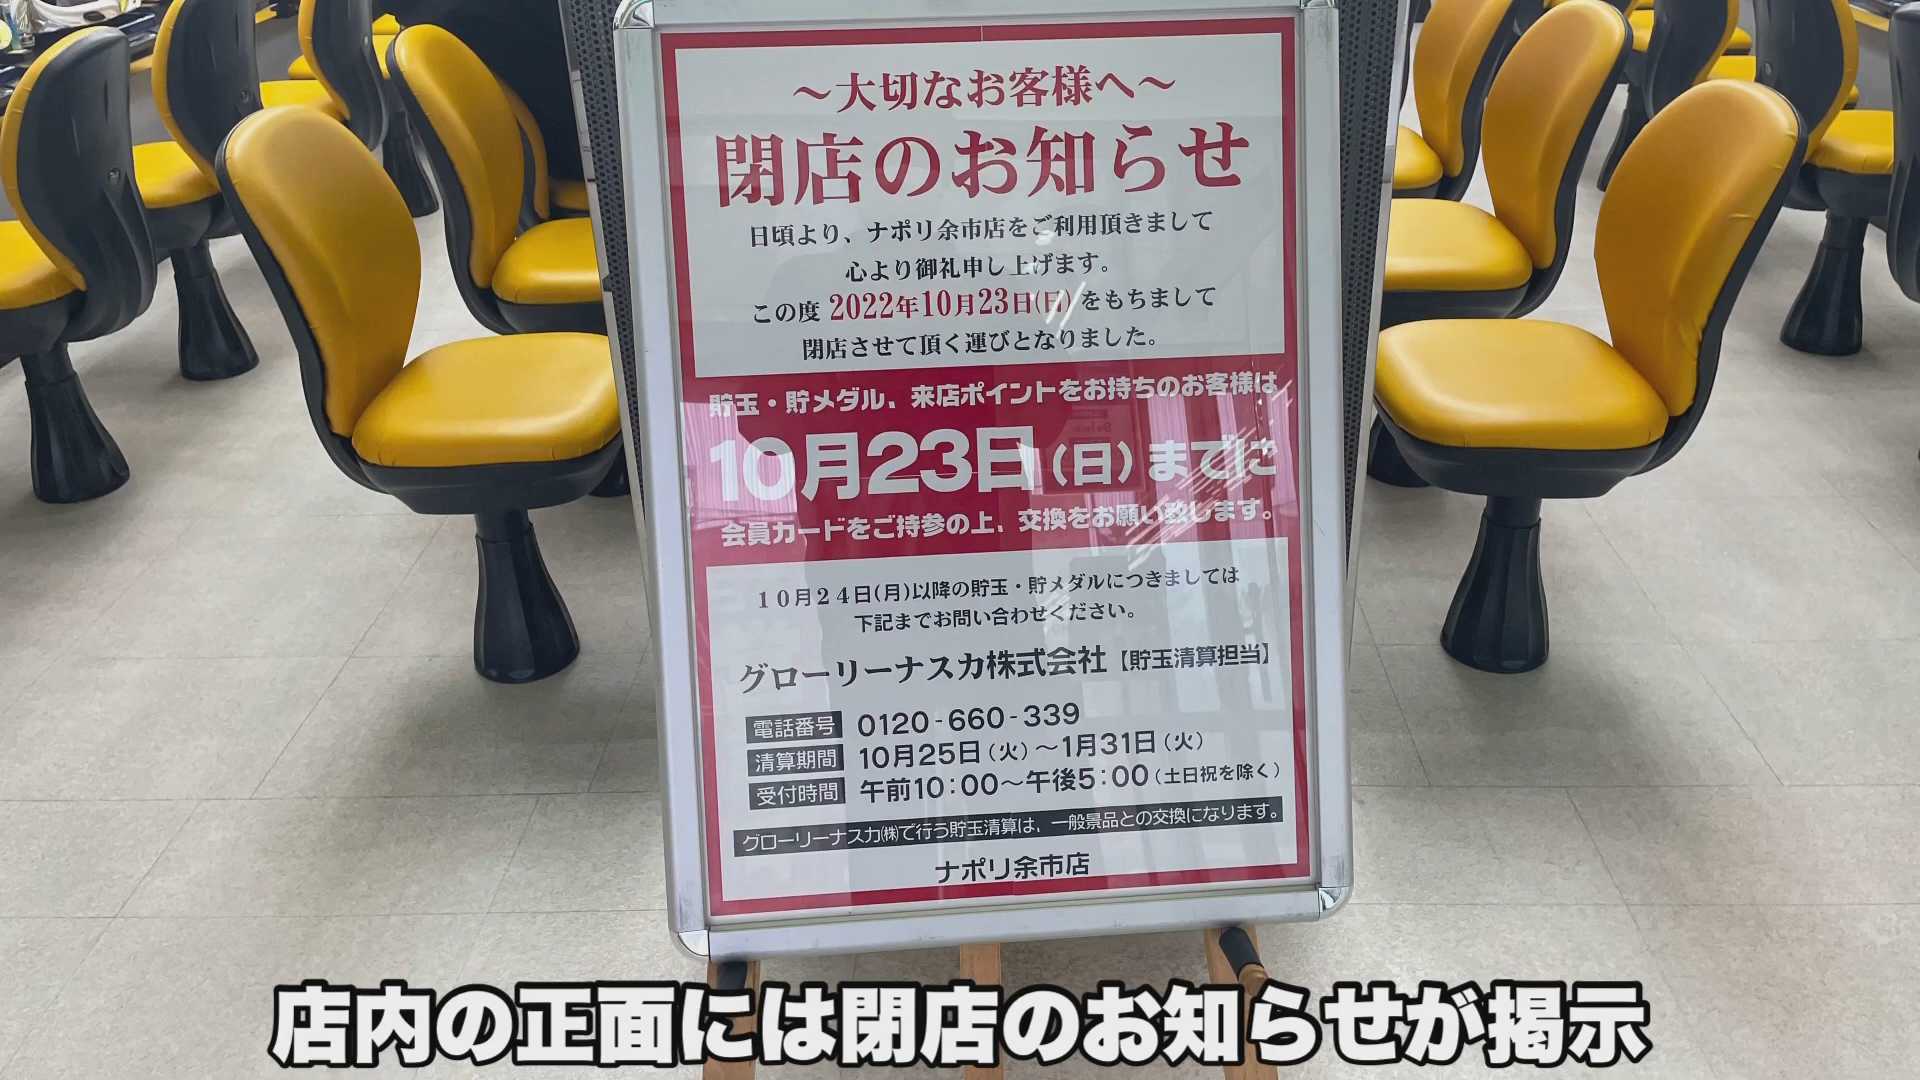 ～大切なお客様へ～
閉店のお知らせ
日頃より、ナポリ余市店をご利用頂きまして
心より御礼申し上げます。
この度 2022年10月23日(日)をもちまして
閉店させて頂く運びとなりました。
貯玉・貯メダル、来店ポイントをお持ちのお客様は
10月23日(日)までに
会員カードをご持参の上、交換をお願い致します。
１０月２４日(月)以降の貯玉・貯メダルにつきましては
下記までお問い合わせください。
グローリーナスカ株式会社【貯玉清算担当】
電話番号 0120-660-339
清算期間 10月25日(火)～1月31日(火)
受付時間 午前10：00～午後5：00(土日祝を除く)
グローリーナスカ㈱で行う貯玉清算は、一般景品との交換になります。
ナポリ余市店
店内の正面には閉店のお知らせが掲示